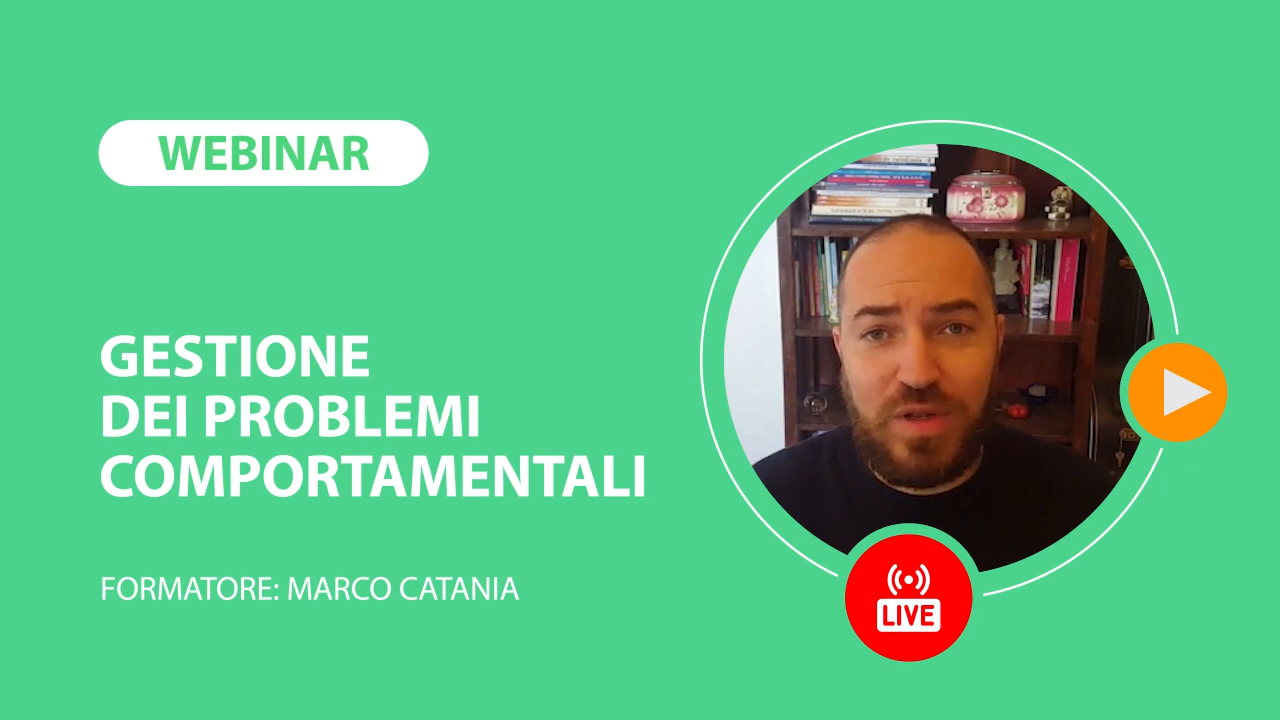 WEBINAR
GESTIONE
DEI PROBLEMI
COMPORTAMENTALI
FORMATORE: MARCO CATANIA
LIVE